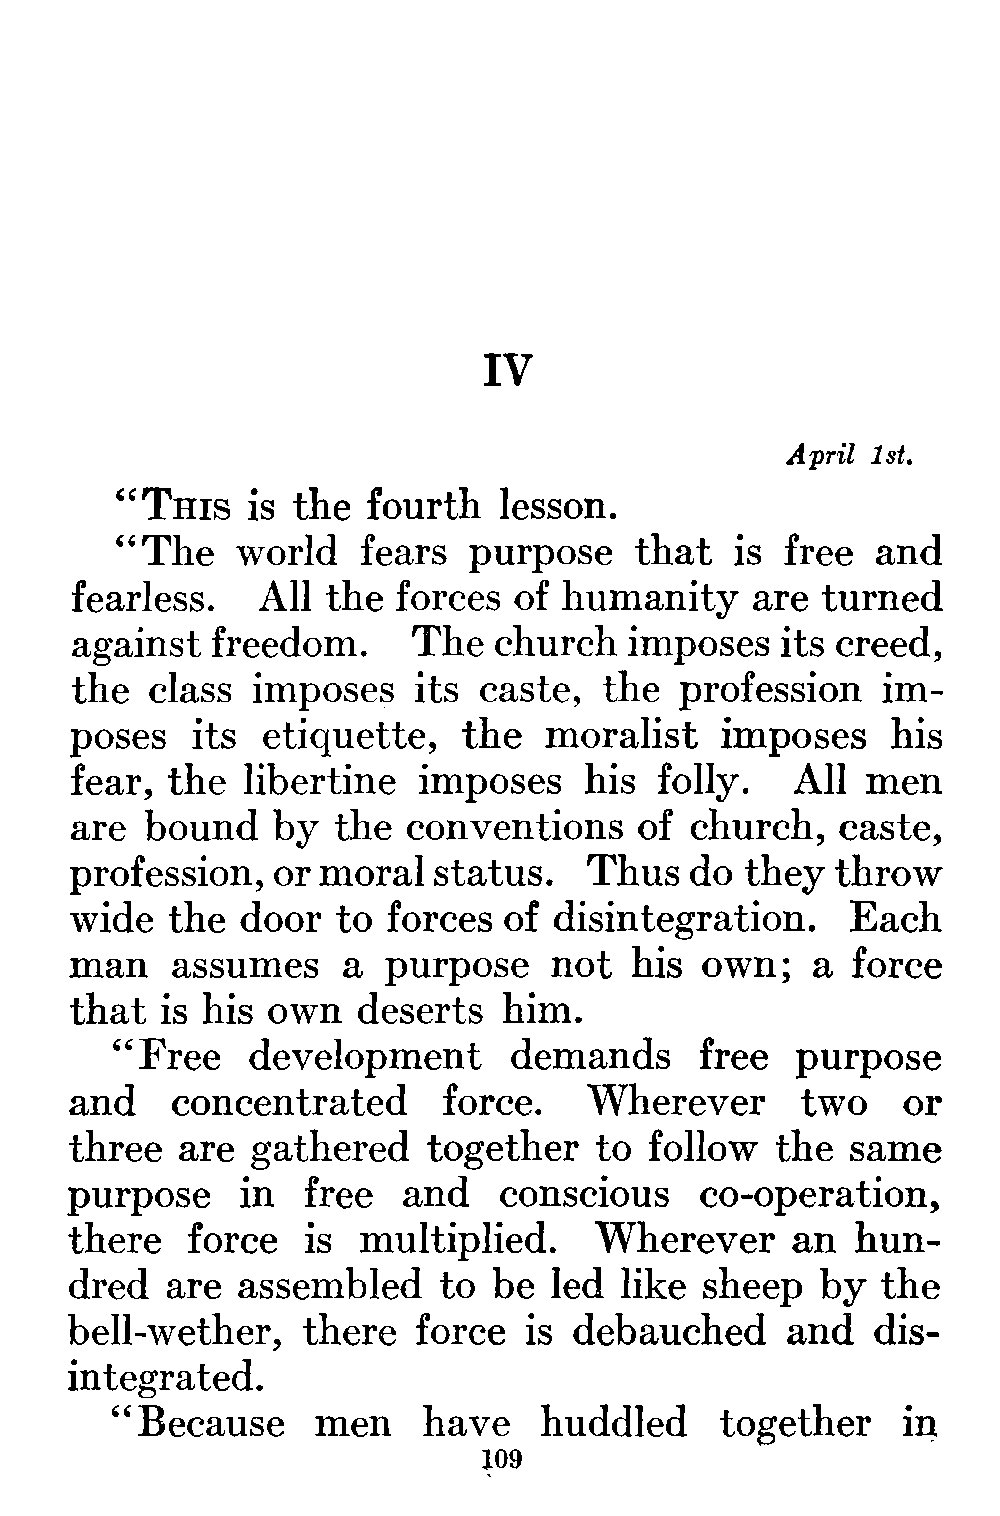 IV
April 1st.
“THIS is the fourth lesson.
“The world fears purpose that is free and
fearless. All the forces of humanity are turned
against freedom. The church imposes its creed,
the class imposes its caste, the profession im-
poses its etiquette, the moralist imposes his
fear, the libertine imposes his folly. All men
are bound by the conventions of church, caste,
profession, or moral status. Thus do they throw
wide the door to forces of disintegration. Each
man assumes a purpose not his own; a force
that is his own deserts him.
“Free development demands free purpose
and concentrated force. Wherever two or
three are gathered together to follow the same
purpose in free and conscious co-operation,
there force is multiplied. Wherever an hun-
dred are assembled to be led like sheep by the
bell-wether, there force is debauched and dis-
integrated.
“Because men have huddled together in
109